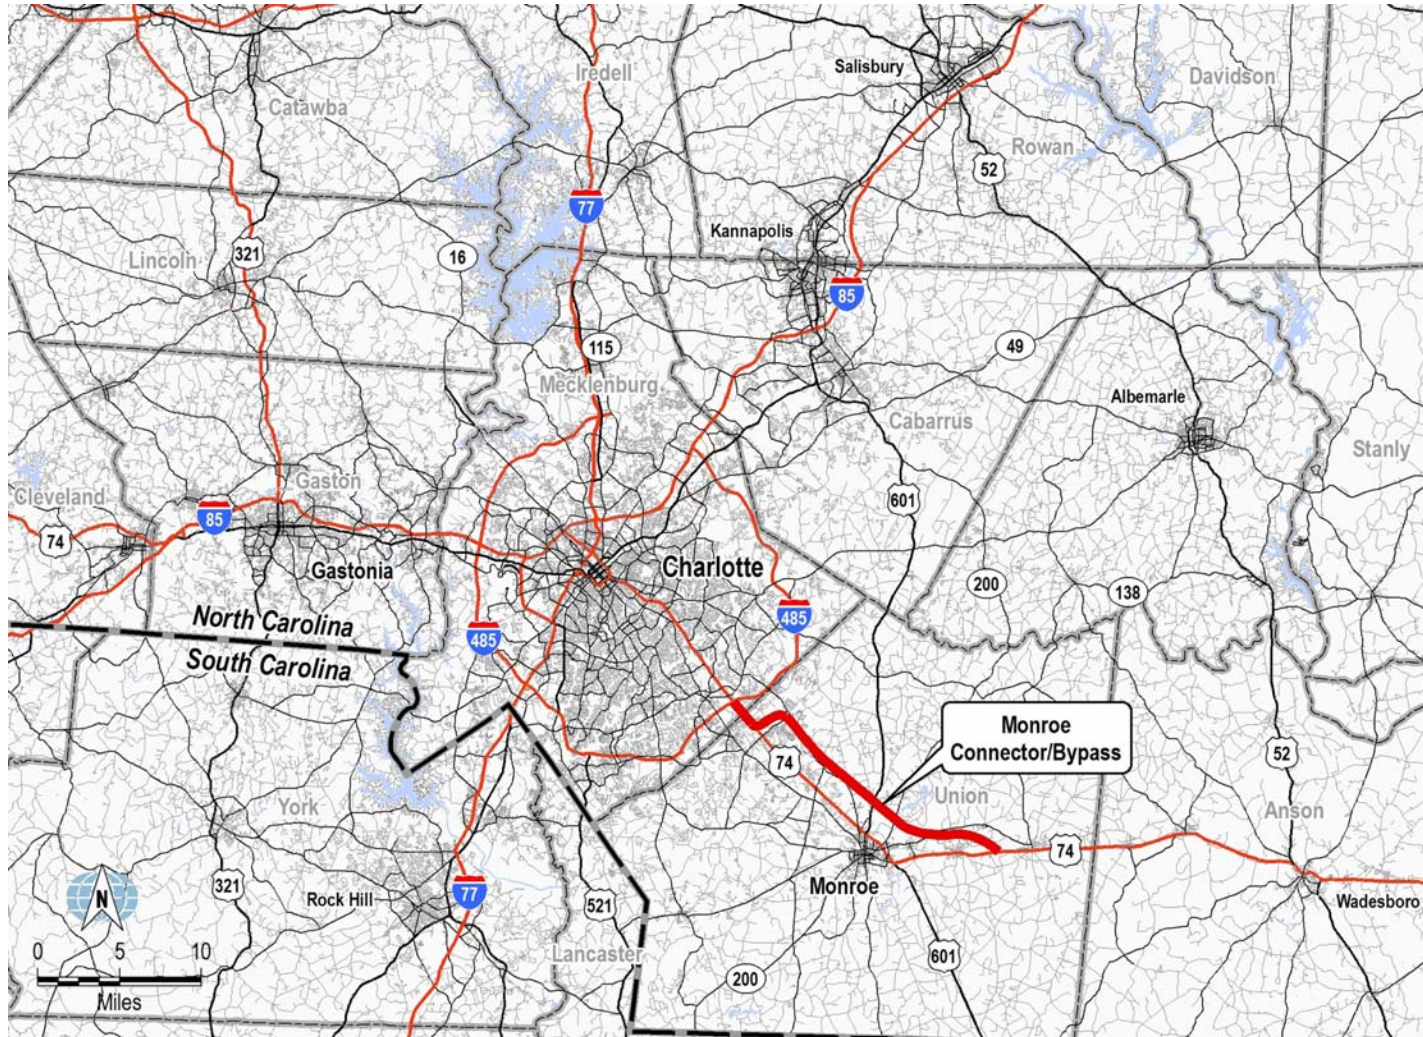 Iredell
Salisbury
Davidson
Catawba
Rowan
52
77
Kannapolis
16
321
Lincoln
85
115
49
Mecklenburg
Albemarle
Cabarrus
Stanly
Gaston
Cleveland
601
85
74
Charlotte
Gastonia
200
138
North Carolina
485
485
South Carolina
Monroe
Connector/Bypass
74
52
Union
York
Anson
74
321
Monroe
N
77
Rock Hill
521
Wadesboro
0 5 10
Miles
Lancaster
601
200